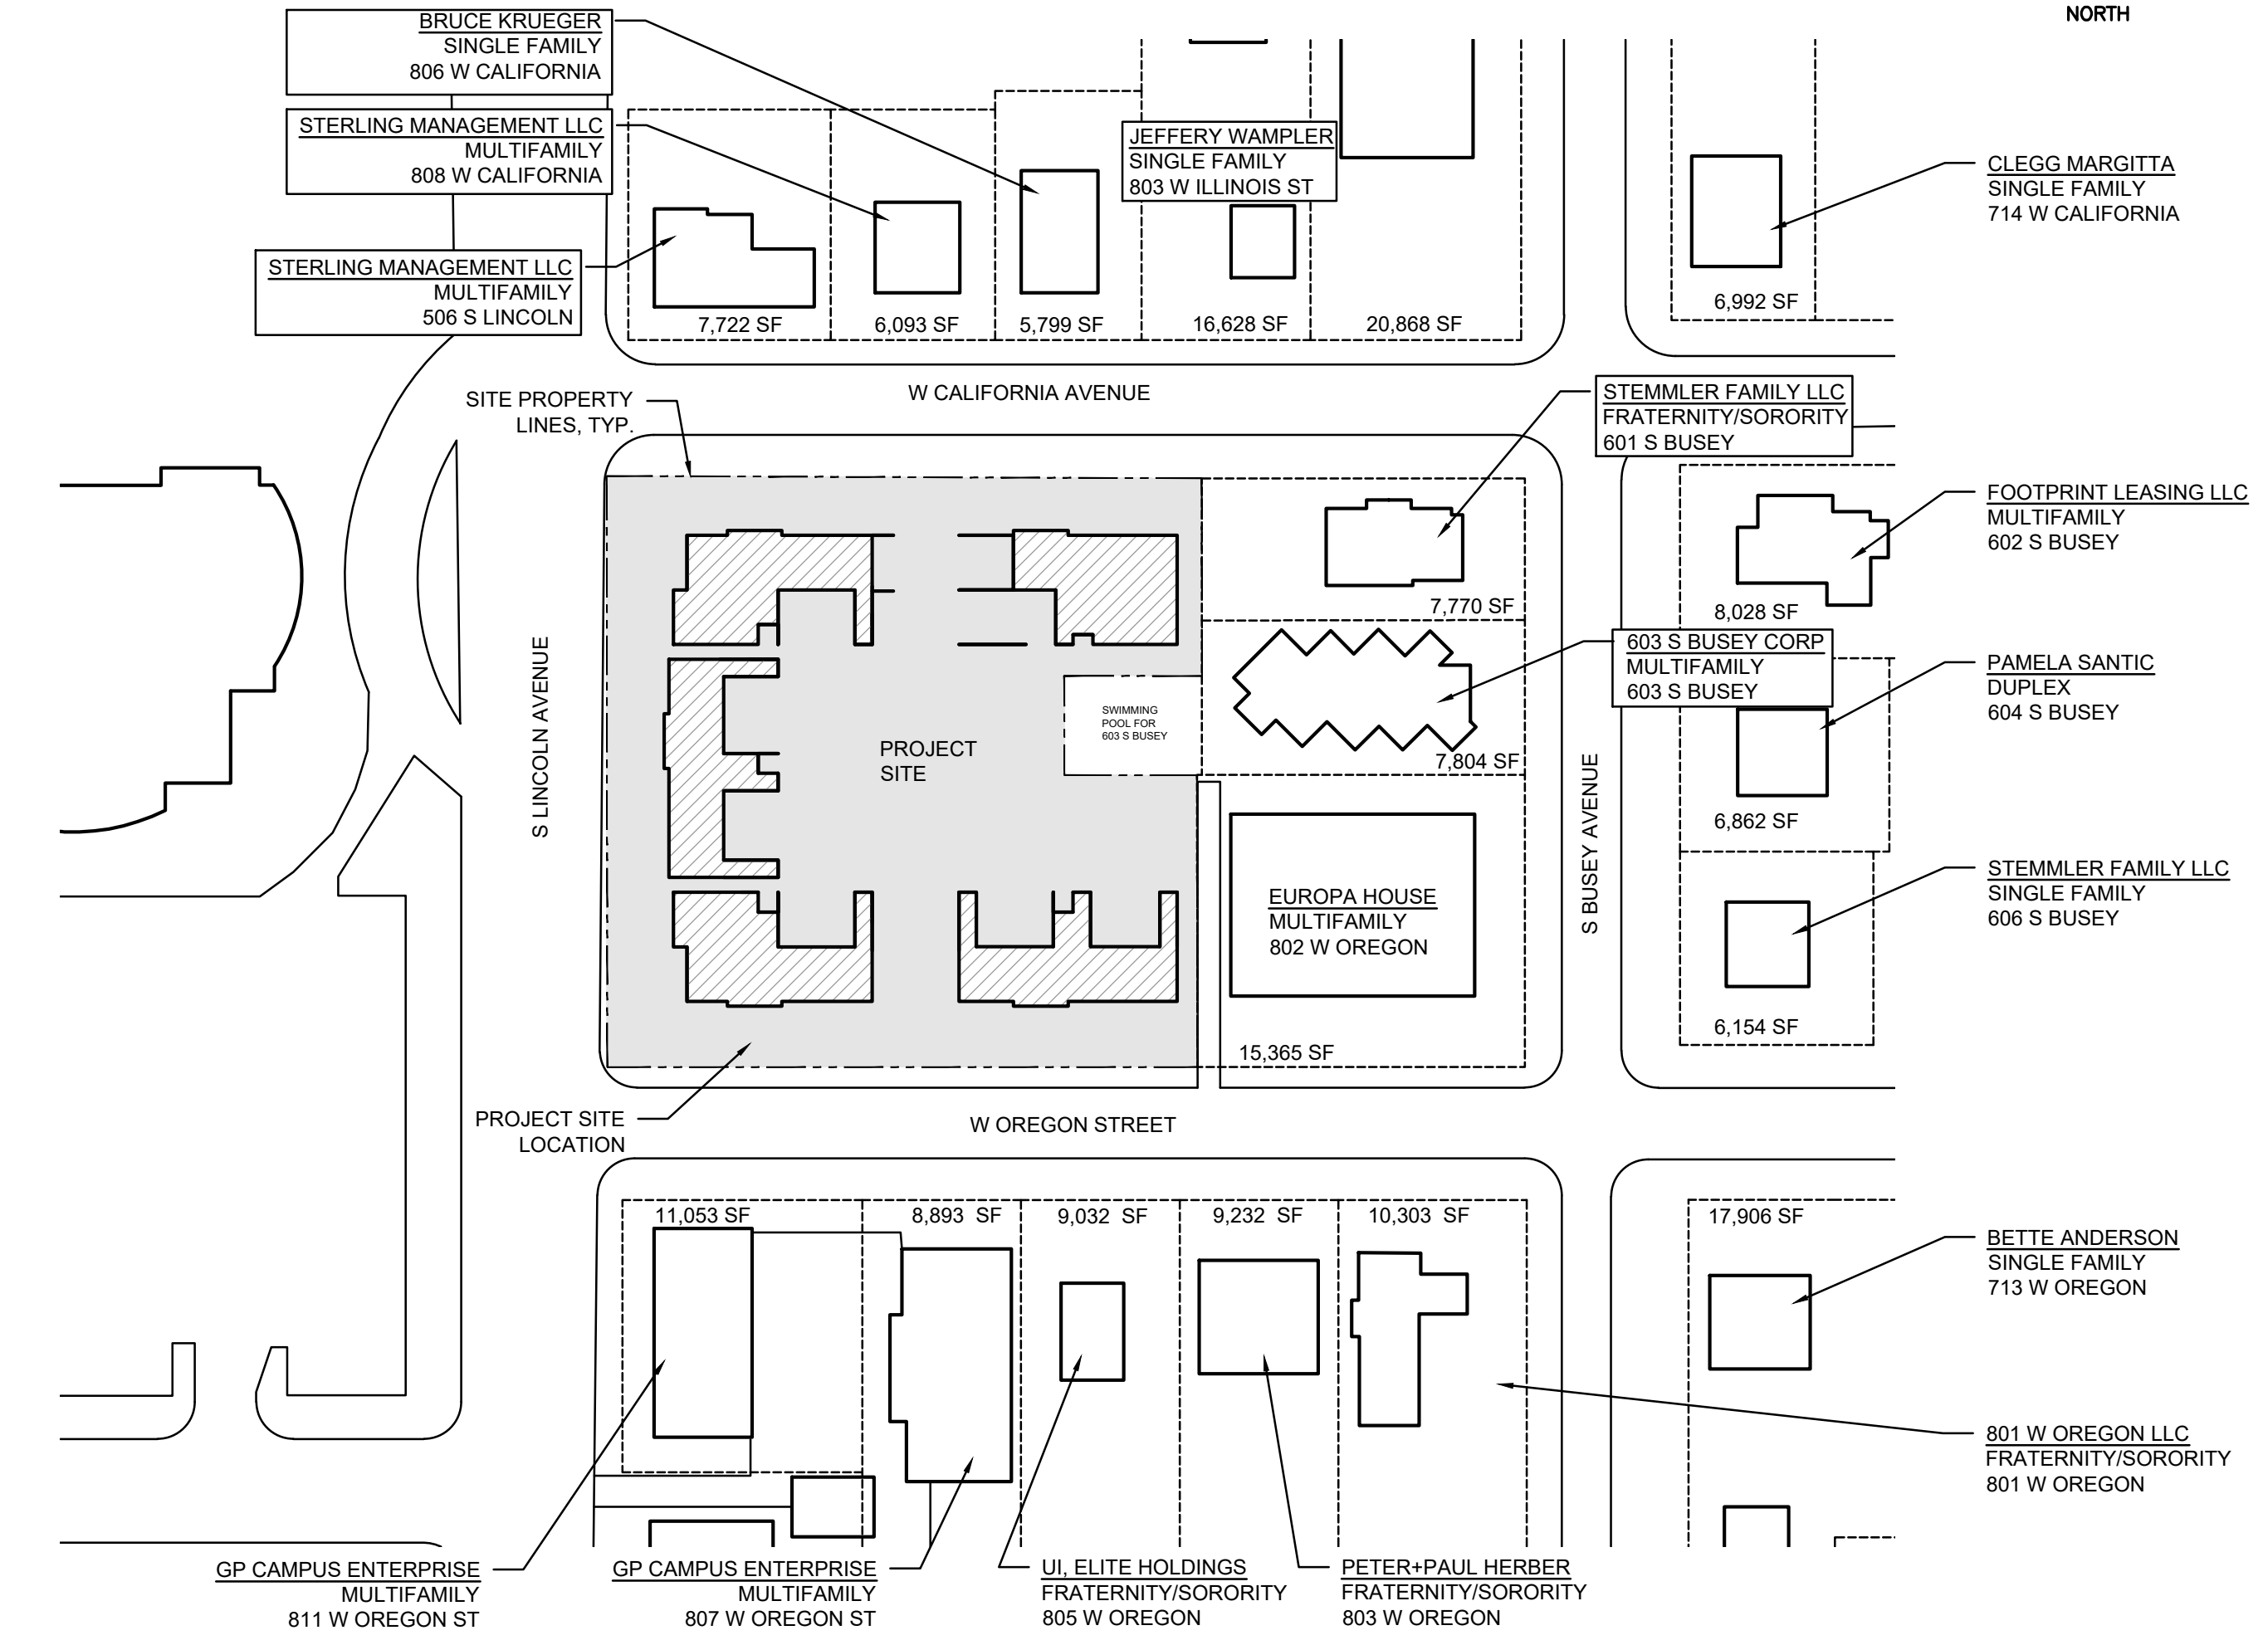 NORTH
BRUCE KRUEGER
SINGLE FAMILY
806 W CALIFORNIA
STERLING MANAGEMENT LLC
MULTIFAMILY
808 W CALIFORNIA
STERLING MANAGEMENT LLC
MULTIFAMILY
506 S LINCOLN
JEFFERY WAMPLER
SINGLE FAMILY
803 W ILLINOIS ST
CLEGG MARGITTA
SINGLE FAMILY
714 W CALIFORNIA
7,722 SF
6,093 SF
5,799 SF
16,628 SF
20,868 SF
6,992 SF
W CALIFORNIA AVENUE
SITE PROPERTY
LINES, TYP.
STEMMLER FAMILY LLC
FRATERNITY/SORORITY
601 S BUSEY
FOOTPRINT LEASING LLC
MULTIFAMILY
602 S BUSEY
7,770 SF
8,028 SF
603 S BUSEY CORP
MULTIFAMILY
603 S BUSEY
PAMELA SANTIC
DUPLEX
604 S BUSEY
SWIMMING
POOL FOR
603 S BUSEY
PROJECT
SITE
7,804 SF
S LINCOLN AVENUE
S BUSEY AVENUE
6,862 SF
EUROPA HOUSE
MULTIFAMILY
802 W OREGON
STEMMLER FAMILY LLC
SINGLE FAMILY
606 S BUSEY
6,154 SF
15,365 SF
PROJECT SITE
LOCATION
W OREGON STREET
11,053 SF
8,893 SF
9,032 SF
9,232 SF
10,303 SF
17,906 SF
BETTE ANDERSON
SINGLE FAMILY
713 W OREGON
801 W OREGON LLC
FRATERNITY/SORORITY
801 W OREGON
GP CAMPUS ENTERPRISE
MULTIFAMILY
811 W OREGON ST
GP CAMPUS ENTERPRISE
MULTIFAMILY
807 W OREGON ST
UI, ELITE HOLDINGS
FRATERNITY/SORORITY
805 W OREGON
PETER+PAUL HERBER
FRATERNITY/SORORITY
803 W OREGON